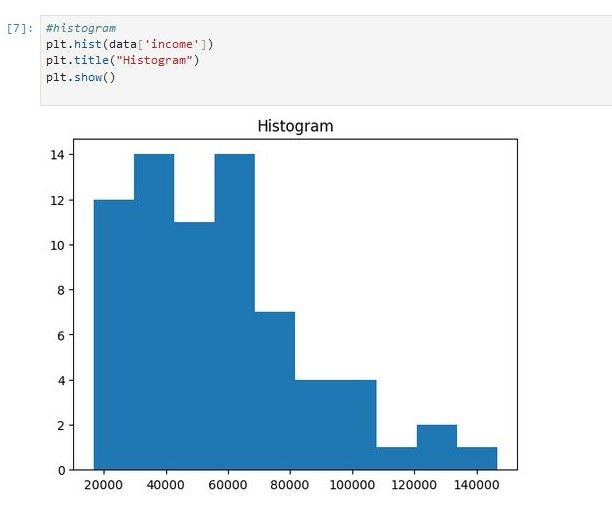 [7]: #histogram
plt.hist(data['income'])
plt.title("Histogram")
plt.show()
Histogram
14
12
10
8
6
4
2
0
20000 40000 60000 80000 100000 120000 140000